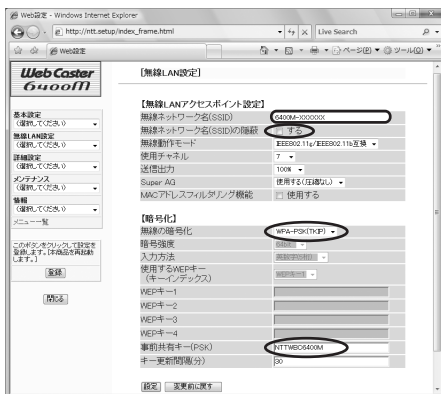 Web設定 - Windows Internet Explorer
http://ntt.setup/index_frame.html
Live Search
Web設定
ページ(P)
ツール(O)
Web Caster
6400M
基本設定
(選択してください)
無線LAN設定
(選択してください)
詳細設定
(選択してください)
メンテナンス
(選択してください)
情報
(選択してください)
メニュー一覧
このボタンをクリックして設定を
登録します。[本商品を再起動
します。]
登録
閉じる
[無線LAN設定]
【無線LANアクセスポイント設定】
無線ネットワーク名(SSID) 6400M-XXXXXX
無線ネットワーク名(SSID)の隠蔽 する
無線動作モード IEEE802.11g/IEEE802.11b互換
使用チャネル 7
送信出力 100%
Super AG 使用する(圧縮なし)
MACアドレスフィルタリング機能 使用する
【暗号化】
無線の暗号化 WPA-PSK(TKIP)
暗号強度 64bit
入力方法
使用するWEPキー
(キーインデックス) WEPキー1
WEPキー1
WEPキー2
WEPキー3
WEPキー4
事前共有キー(PSK) NTTWBC6400M
キー更新間隔(分) 30
設定 変更前に戻す